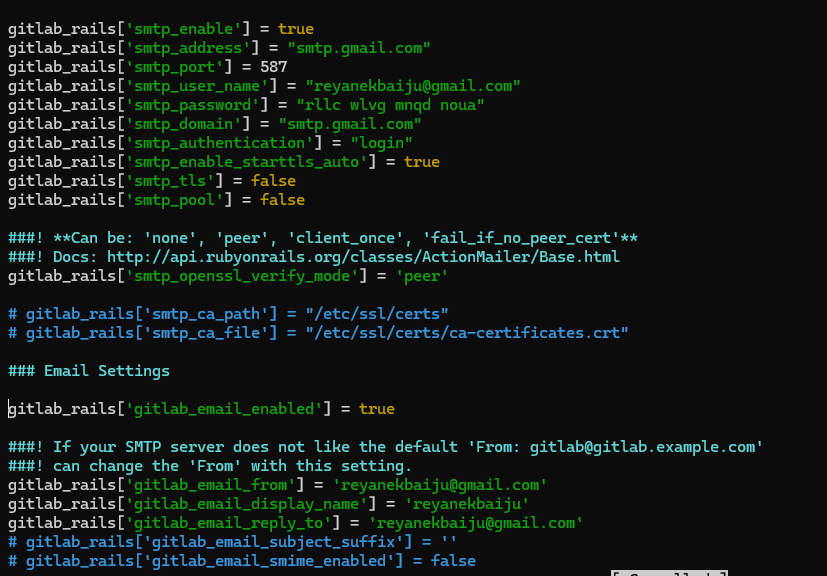 gitlab_rails['smtp_enable'] = true
gitlab_rails['smtp_address'] = "smtp.gmail.com"
gitlab_rails['smtp_port'] = 587
gitlab_rails['smtp_user_name'] = "reyanekbaiju@gmail.com"
gitlab_rails['smtp_password'] = "rllc wlvg mnqd noua"
gitlab_rails['smtp_domain'] = "smtp.gmail.com"
gitlab_rails['smtp_authentication'] = "login"
gitlab_rails['smtp_enable_starttls_auto'] = true
gitlab_rails['smtp_tls'] = false
gitlab_rails['smtp_pool'] = false
###! **Can be: 'none', 'peer', 'client_once', 'fail_if_no_peer_cert'**
###! Docs: http://api.rubyonrails.org/classes/ActionMailer/Base.html
gitlab_rails['smtp_openssl_verify_mode'] = 'peer'
# gitlab_rails['smtp_ca_path'] = "/etc/ssl/certs"
# gitlab_rails['smtp_ca_file'] = "/etc/ssl/certs/ca-certificates.crt"
### Email Settings
gitlab_rails['gitlab_email_enabled'] = true
###! If your SMTP server does not like the default 'From: gitlab@gitlab.example.com'
###! can change the 'From' with this setting.
gitlab_rails['gitlab_email_from'] = 'reyanekbaiju@gmail.com'
gitlab_rails['gitlab_email_display_name'] = 'reyanekbaiju'
gitlab_rails['gitlab_email_reply_to'] = 'reyanekbaiju@gmail.com'
# gitlab_rails['gitlab_email_subject_suffix'] = ''
# gitlab_rails['gitlab_email_smime_enabled'] = false